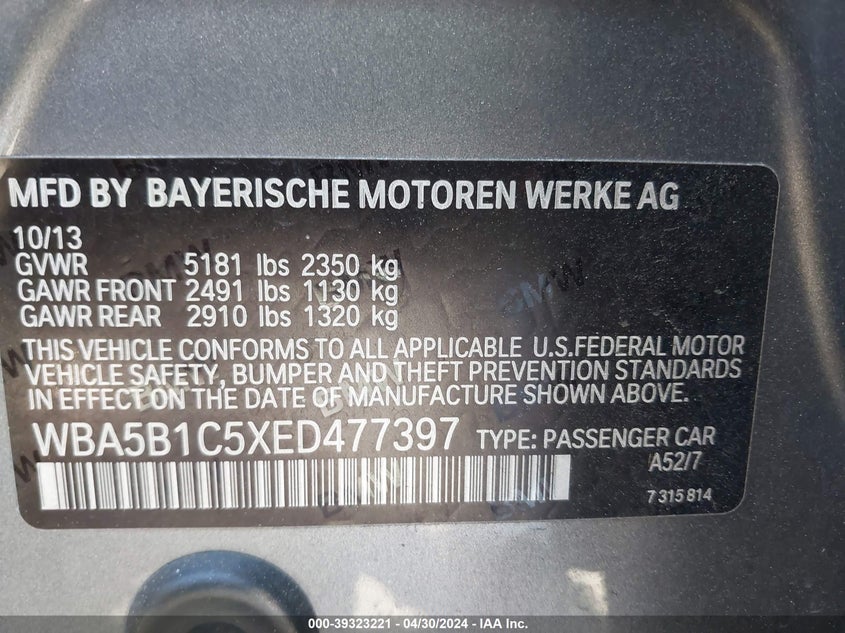 MFD BY BAYERISCHE MOTOREN WERKE AG
10/13
GVWR 5181 lbs 2350 kg
GAWR FRONT 2491 lbs 1130 kg
GAWR REAR 2910 lbs 1320 kg
THIS VEHICLE CONFORMS TO ALL APPLICABLE U.S.FEDERAL MOTOR
VEHICLE SAFETY, BUMPER AND THEFT PREVENTION STANDARDS
IN EFFECT ON THE DATE OF MANUFACTURE SHOWN ABOVE.
WBA5B1C5XED477397 TYPE: PASSENGER CAR
A52/7
7 315 814
000-39323221 - 04/30/2024 - IAA Inc.